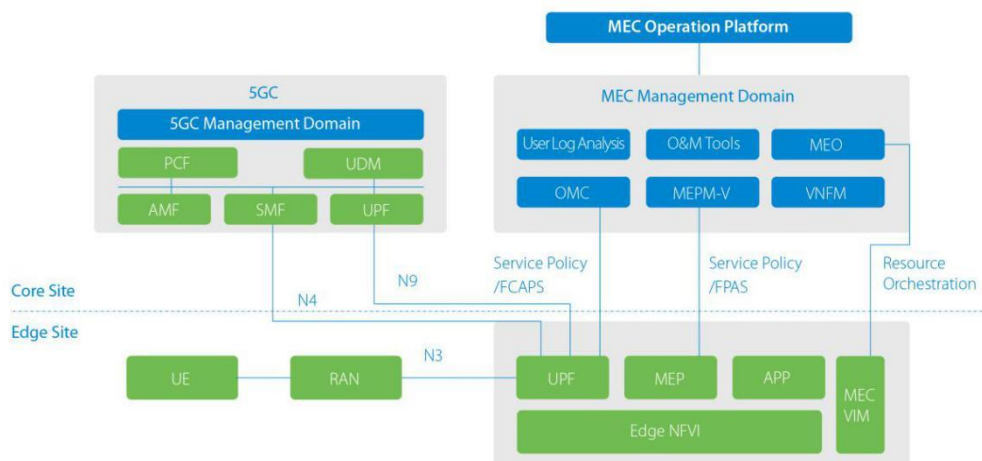 MEC Operation Platform
5GC
5GC Management Domain
PCF
UDM
AMF
SMF
UPF
MEC Management Domain
User Log Analysis
O&M Tools
MEO
OMC
MEPM-V
VNFM
Service Policy
/FCAPS
Service Policy
/FPAS
Resource
Orchestration
N9
N4
Core Site
Edge Site
N3
UE
RAN
UPF
MEP
APP
MEC
VIM
Edge NFVI